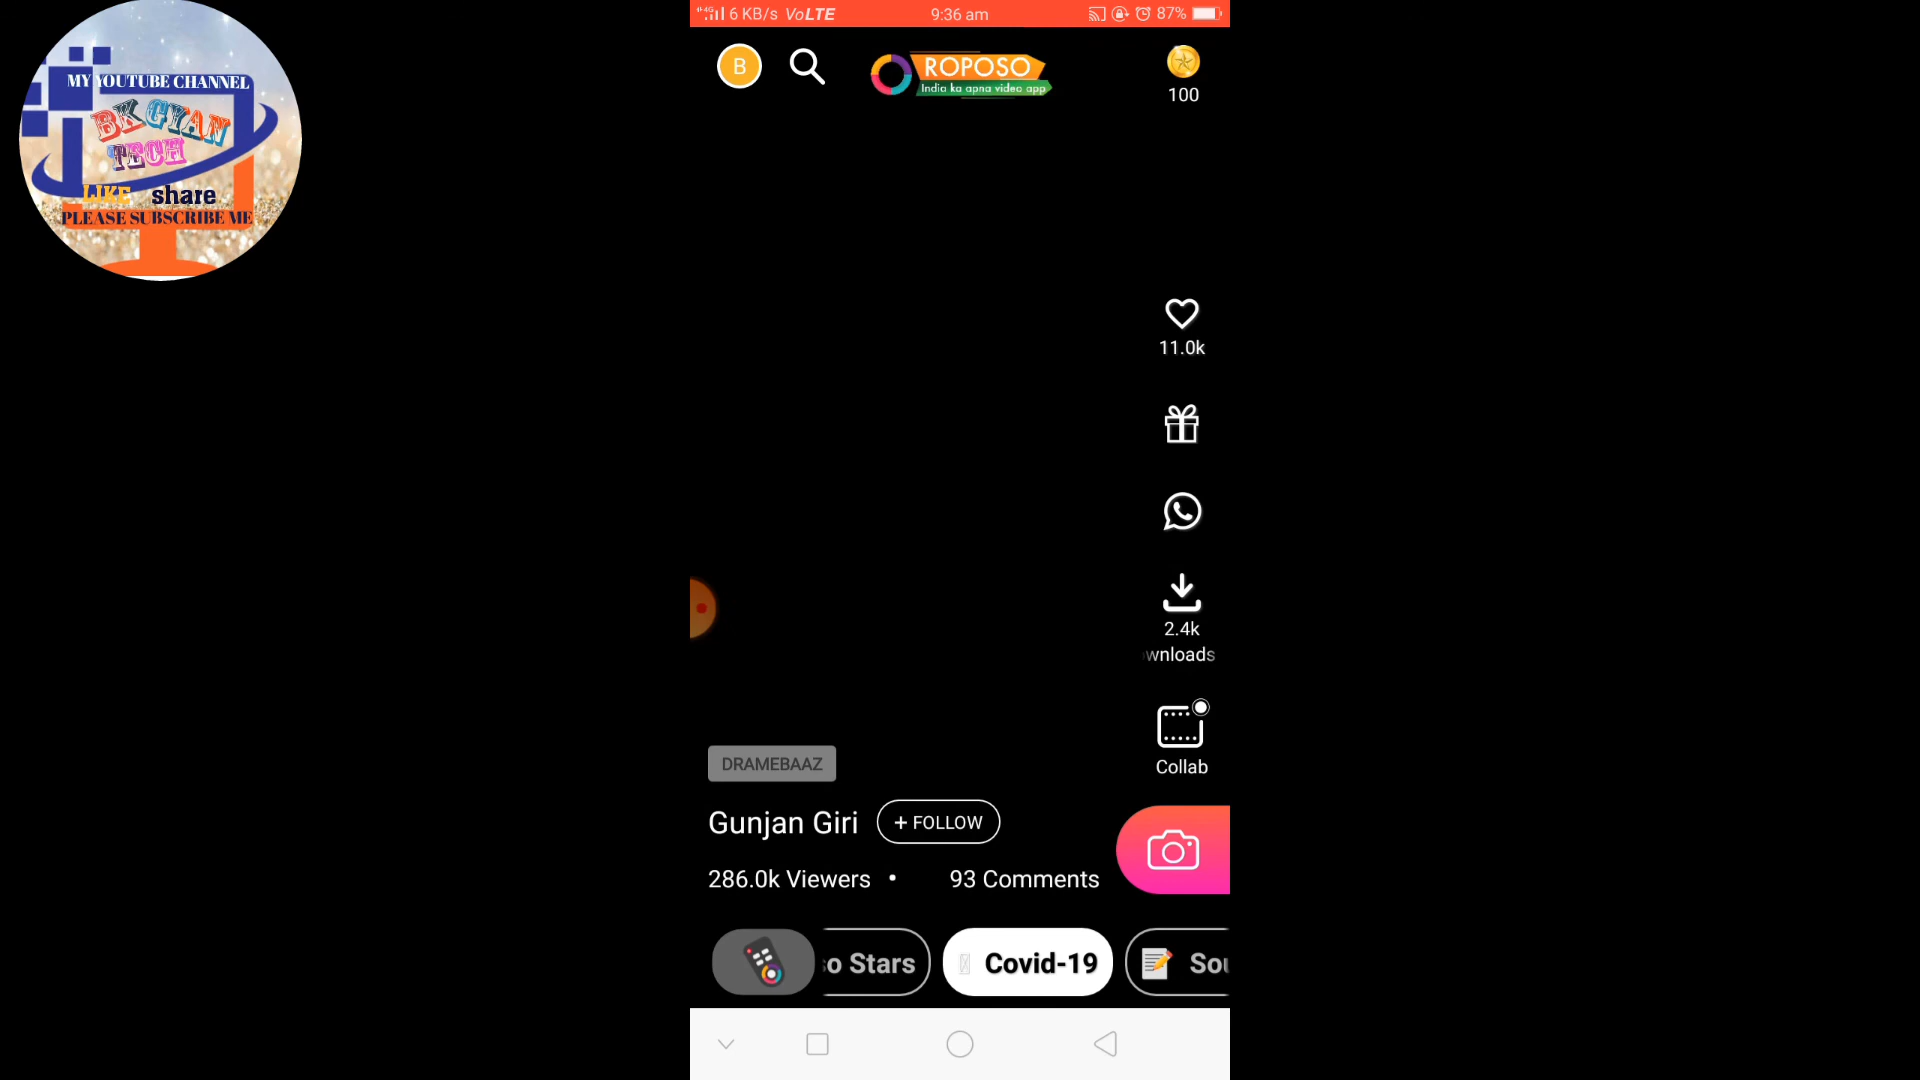 MY YOUTUBE CHANNEL
BK GYAN
TECH
LIKE share
PLEASE SUBSCRIBE ME
4G 6 KB/s VoLTE 9:36 am 87%
B
ROPOSO
India ka apna video app
100
11.0k
2.4k
wnloads
Collab
DRAMEBAAZ
Gunjan Giri + FOLLOW
286.0k Viewers • 93 Comments
o Stars Covid-19 Sou